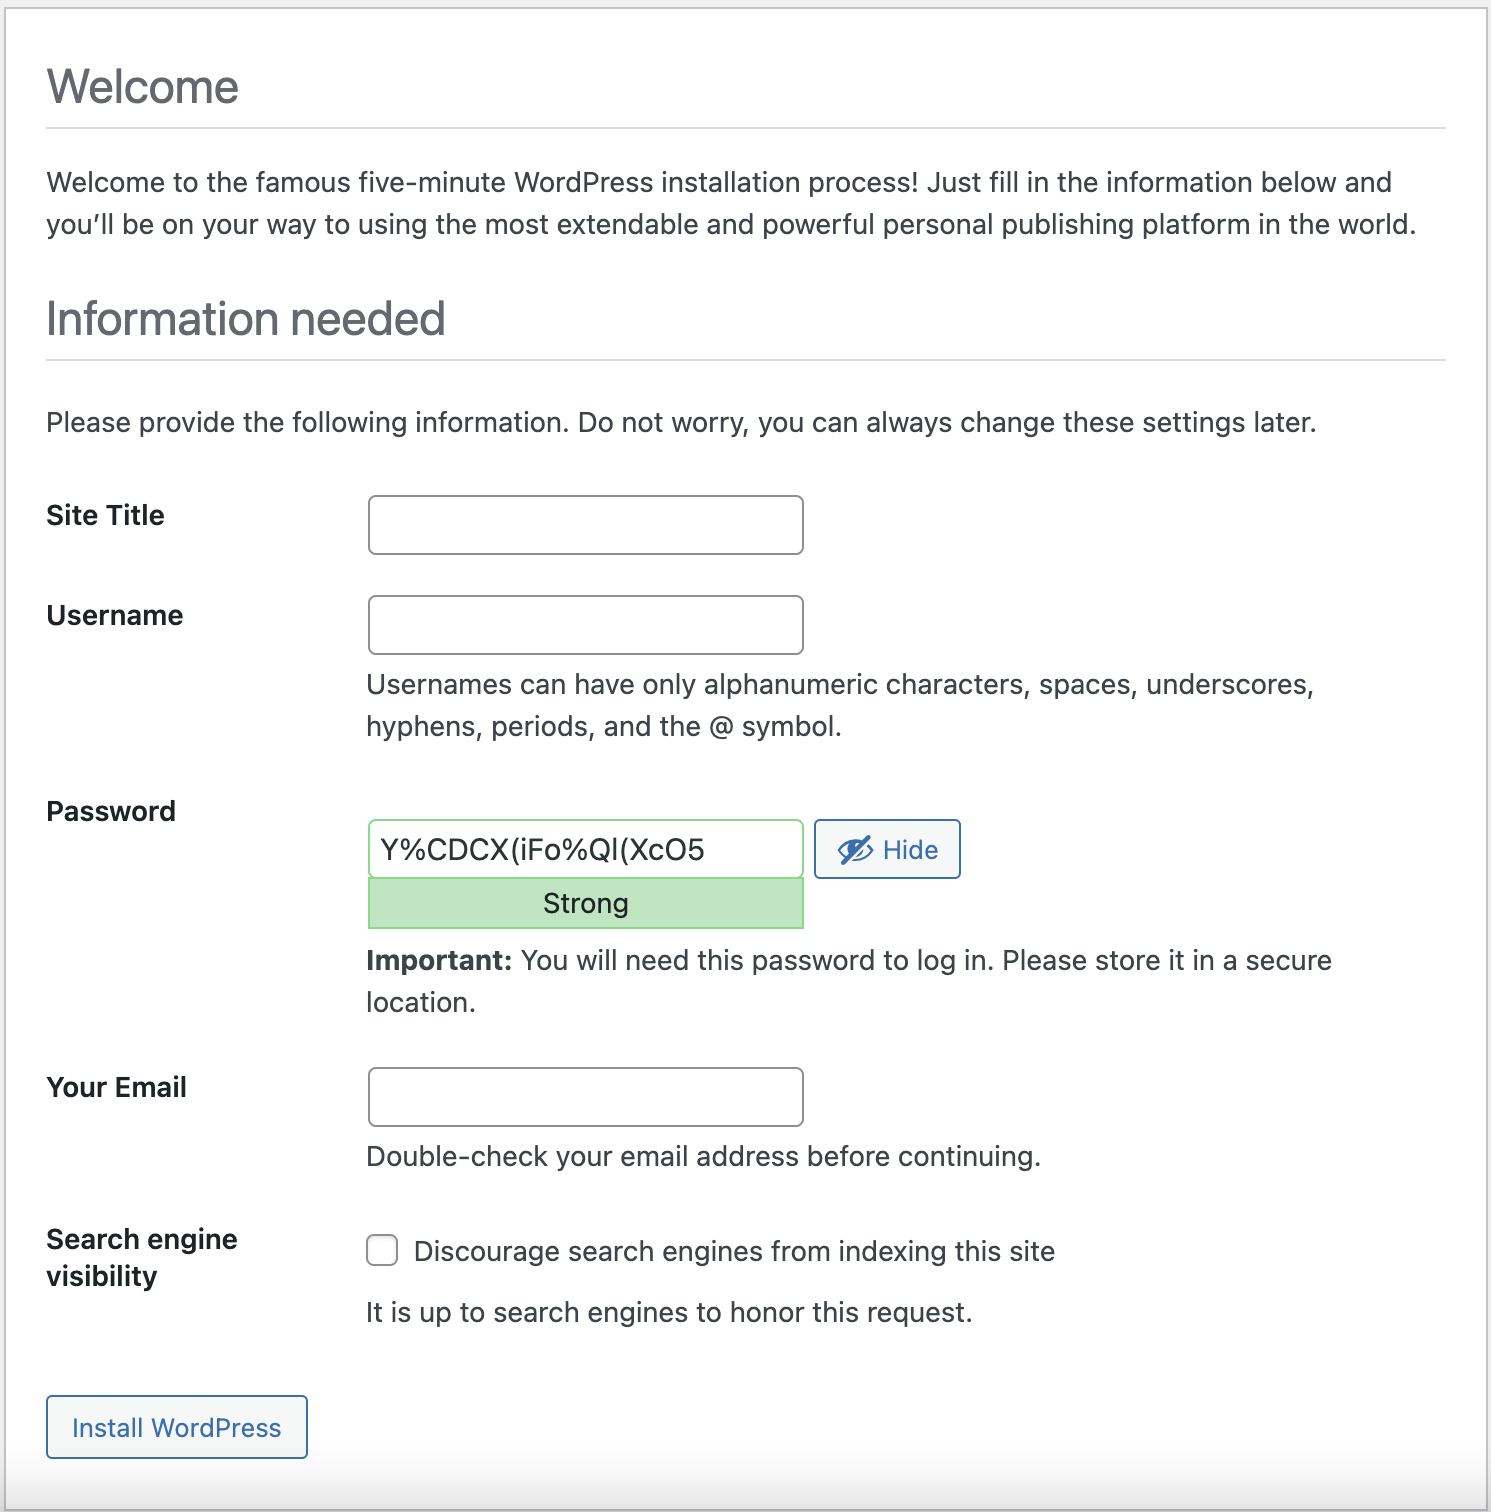 Welcome
Welcome to the famous five-minute WordPress installation process! Just fill in the information below and
you’ll be on your way to using the most extendable and powerful personal publishing platform in the world.
Information needed
Please provide the following information. Do not worry, you can always change these settings later.
Site Title
Username
Usernames can have only alphanumeric characters, spaces, underscores,
hyphens, periods, and the @ symbol.
Password
Y%CDCX(iFo%Ql(XcO5
Hide
Strong
Important: You will need this password to log in. Please store it in a secure
location.
Your Email
Double-check your email address before continuing.
Search engine
visibility
Discourage search engines from indexing this site
It is up to search engines to honor this request.
Install WordPress